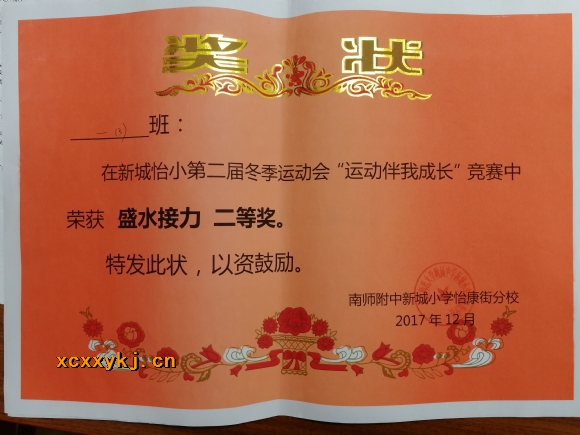 奖 状
一(3)班：
在新城怡小第二届冬季运动会“运动伴我成长”竞赛中
荣获 盛水接力 二等奖。
特发此状，以资鼓励。
南师附中新城小学怡康街分校
2017年12月
xcxxykj.cn